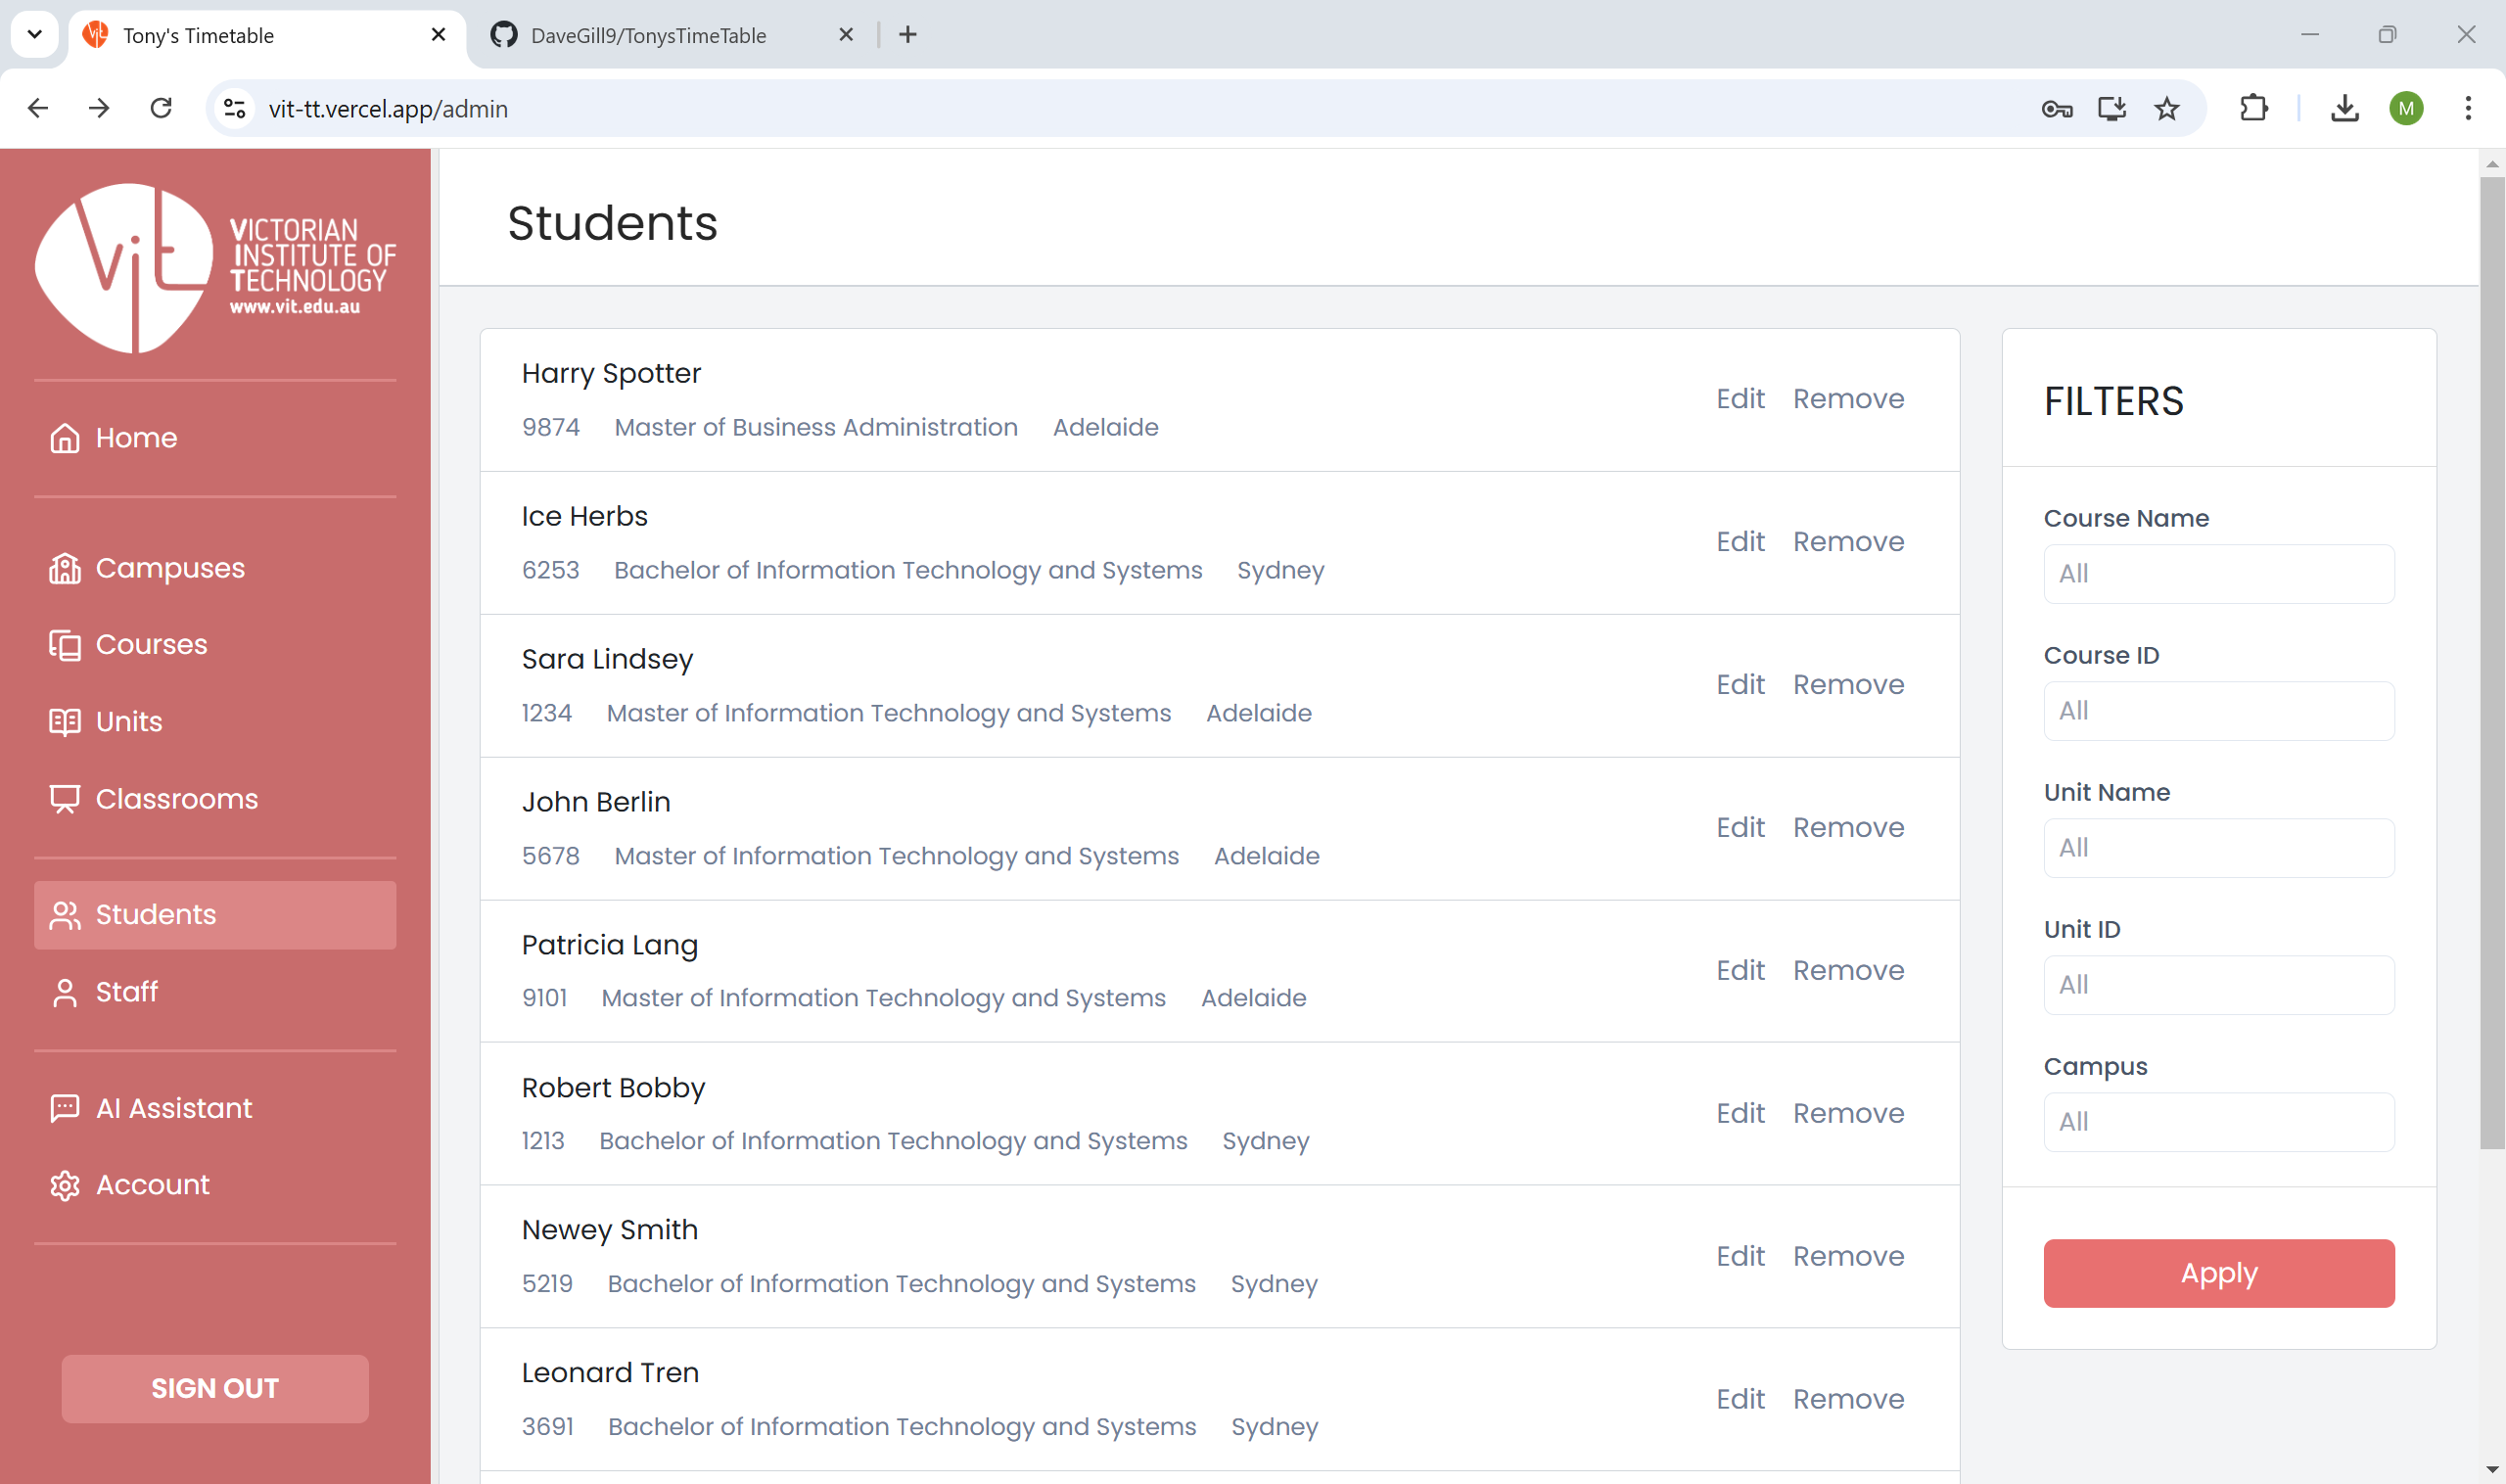 Tony's Timetable
DaveGill9/TonysTimeTable
vit-tt.vercel.app/admin
M
Vit
VICTORIAN
INSTITUTE OF
TECHNOLOGY
www.vit.edu.au
Home
Campuses
Courses
Units
Classrooms
Students
Staff
AI Assistant
Account
SIGN OUT
Students
Harry Spotter
9874 Master of Business Administration Adelaide
Edit Remove
Ice Herbs
6253 Bachelor of Information Technology and Systems Sydney
Edit Remove
Sara Lindsey
1234 Master of Information Technology and Systems Adelaide
Edit Remove
John Berlin
5678 Master of Information Technology and Systems Adelaide
Edit Remove
Patricia Lang
9101 Master of Information Technology and Systems Adelaide
Edit Remove
Robert Bobby
1213 Bachelor of Information Technology and Systems Sydney
Edit Remove
Newey Smith
5219 Bachelor of Information Technology and Systems Sydney
Edit Remove
Leonard Tren
3691 Bachelor of Information Technology and Systems Sydney
Edit Remove
FILTERS
Course Name
All
Course ID
All
Unit Name
All
Unit ID
All
Campus
All
Apply